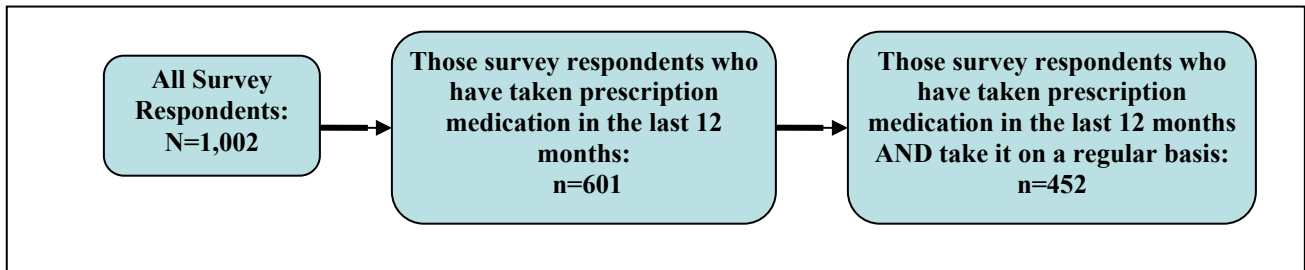 All Survey
Respondents:
N=1,002
Those survey respondents who
have taken prescription
medication in the last 12
months:
n=601
Those survey respondents who
have taken prescription
medication in the last 12 months
AND take it on a regular basis:
n=452